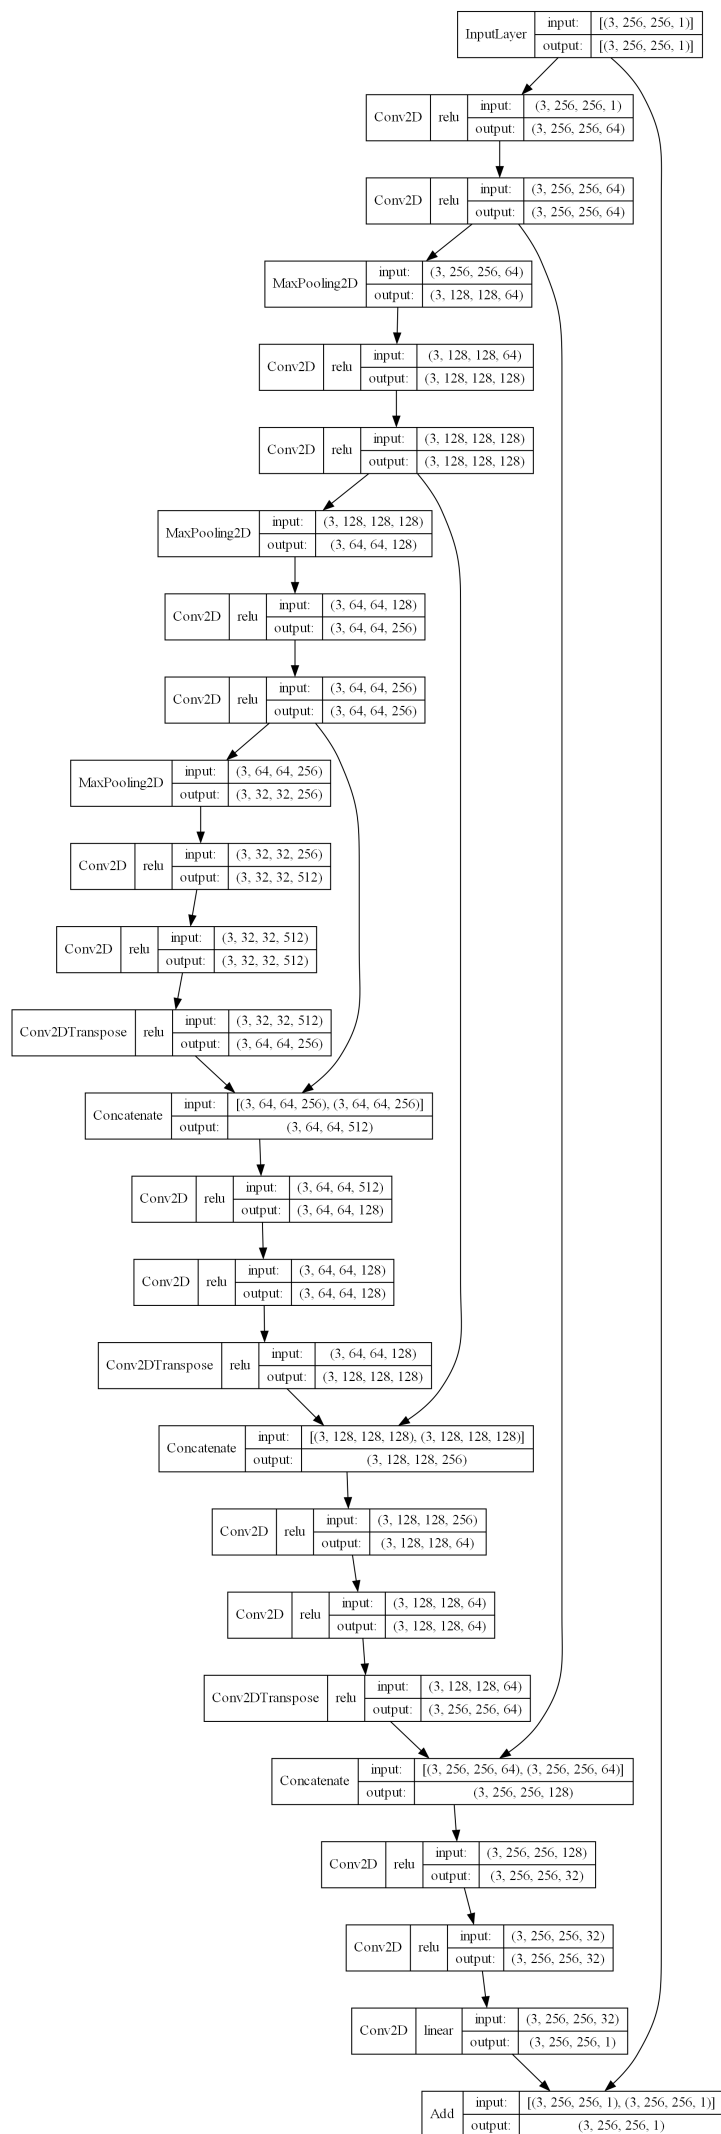 InputLayer input: [(3, 256, 256, 1)]
output: [(3, 256, 256, 1)]
Conv2D relu input: (3, 256, 256, 1)
output: (3, 256, 256, 64)
Conv2D relu input: (3, 256, 256, 64)
output: (3, 256, 256, 64)
MaxPooling2D input: (3, 256, 256, 64)
output: (3, 128, 128, 64)
Conv2D relu input: (3, 128, 128, 64)
output: (3, 128, 128, 128)
Conv2D relu input: (3, 128, 128, 128)
output: (3, 128, 128, 128)
MaxPooling2D input: (3, 128, 128, 128)
output: (3, 64, 64, 128)
Conv2D relu input: (3, 64, 64, 128)
output: (3, 64, 64, 256)
Conv2D relu input: (3, 64, 64, 256)
output: (3, 64, 64, 256)
MaxPooling2D input: (3, 64, 64, 256)
output: (3, 32, 32, 256)
Conv2D relu input: (3, 32, 32, 256)
output: (3, 32, 32, 512)
Conv2D relu input: (3, 32, 32, 512)
output: (3, 32, 32, 512)
Conv2DTranspose relu input: (3, 32, 32, 512)
output: (3, 64, 64, 256)
Concatenate input: [(3, 64, 64, 256), (3, 64, 64, 256)]
output: (3, 64, 64, 512)
Conv2D relu input: (3, 64, 64, 512)
output: (3, 64, 64, 128)
Conv2D relu input: (3, 64, 64, 128)
output: (3, 64, 64, 128)
Conv2DTranspose relu input: (3, 64, 64, 128)
output: (3, 128, 128, 128)
Concatenate input: [(3, 128, 128, 128), (3, 128, 128, 128)]
output: (3, 128, 128, 256)
Conv2D relu input: (3, 128, 128, 256)
output: (3, 128, 128, 64)
Conv2D relu input: (3, 128, 128, 64)
output: (3, 128, 128, 64)
Conv2DTranspose relu input: (3, 128, 128, 64)
output: (3, 256, 256, 64)
Concatenate input: [(3, 256, 256, 64), (3, 256, 256, 64)]
output: (3, 256, 256, 128)
Conv2D relu input: (3, 256, 256, 128)
output: (3, 256, 256, 32)
Conv2D relu input: (3, 256, 256, 32)
output: (3, 256, 256, 32)
Conv2D linear input: (3, 256, 256, 32)
output: (3, 256, 256, 1)
Add input: [(3, 256, 256, 1), (3, 256, 256, 1)]
output: (3, 256, 256, 1)